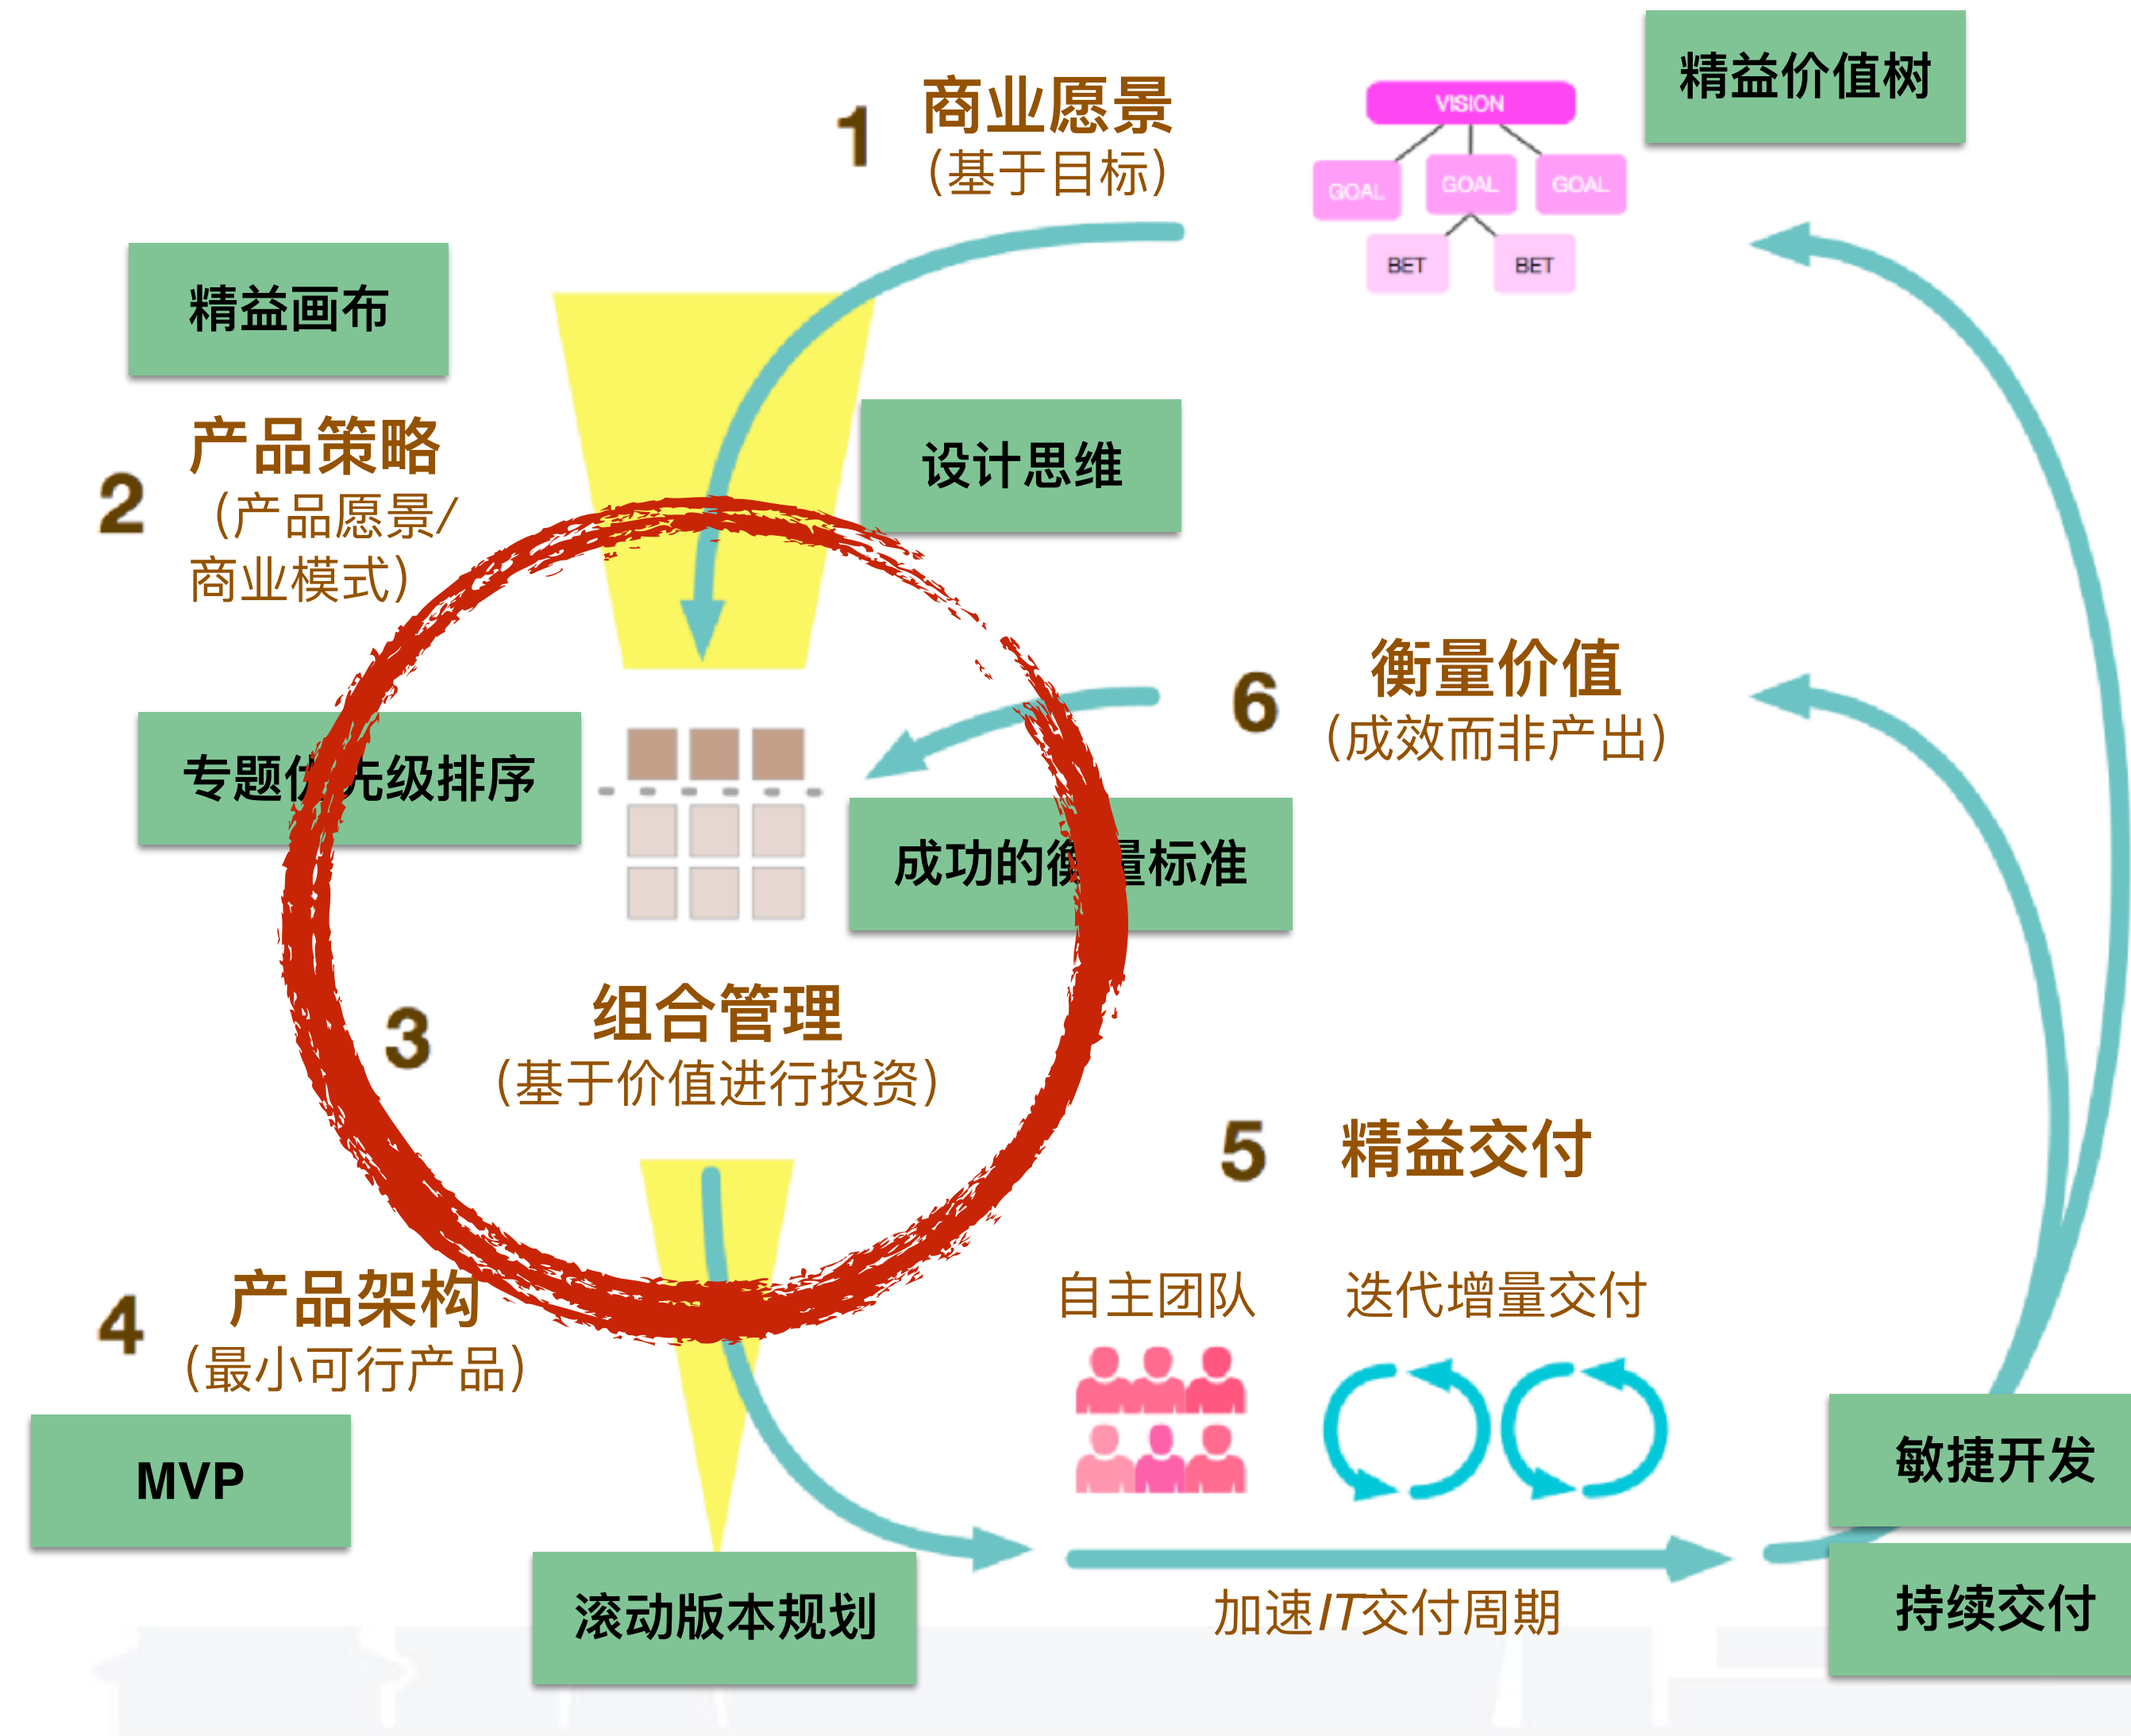 精益价值树
1
商业愿景
(基于目标)
VISION
GOAL
GOAL
GOAL
BET
BET
精益画布
2
产品策略
(产品愿景/
商业模式)
设计思维
6
衡量价值
(成效而非产出)
专题优先级排序
成功的衡量标准
3
组合管理
(基于价值进行投资)
5
精益交付
4
产品架构
(最小可行产品)
自主团队
迭代增量交付
MVP
敏捷开发
滚动版本规划
加速IT交付周期
持续交付